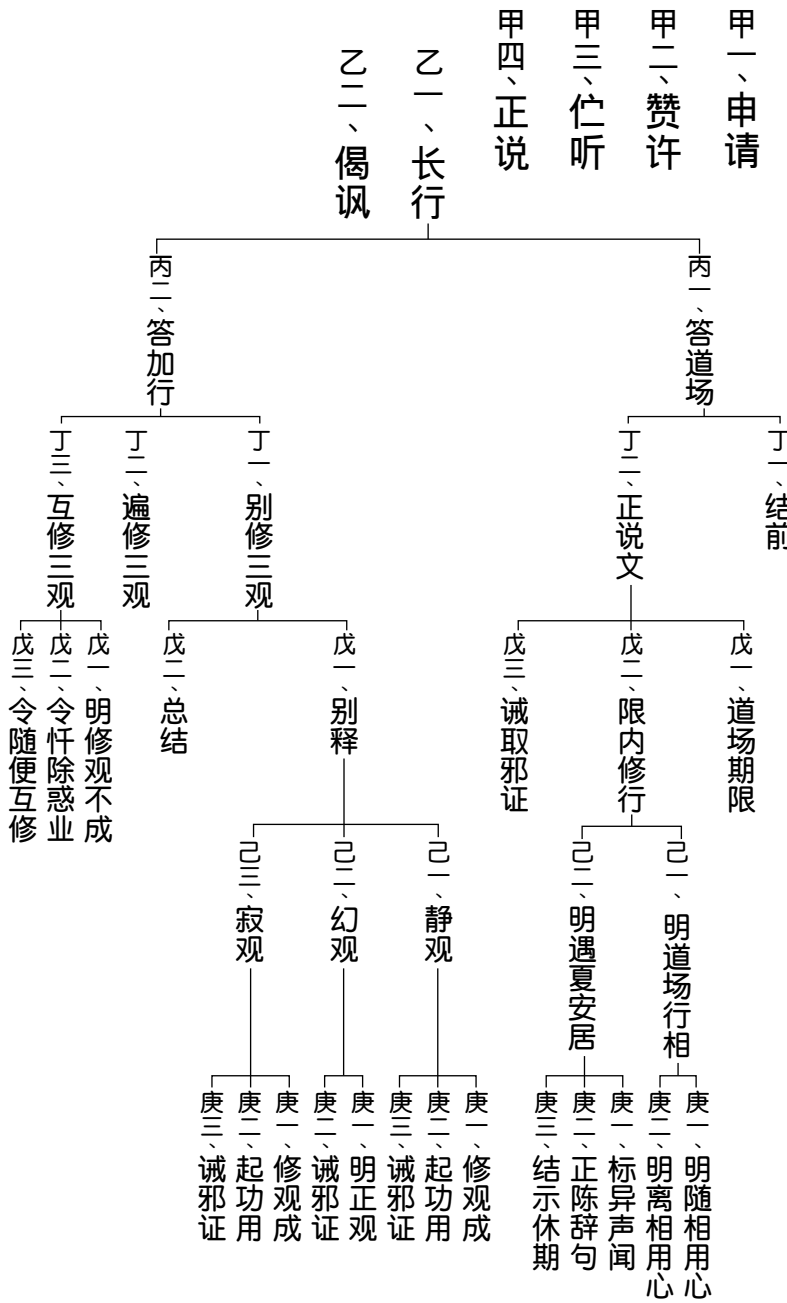 甲一、申请
甲二、赞许
甲三、伫听
甲四、正说
乙一、长行
乙二、偈讽
丙一、答道场
丙二、答加行
丁一、结前
丁二、正说文
丁一、别修三观
丁二、遍修三观
丁三、互修三观
戊一、道场期限
戊二、限内修行
戊三、诫取邪证
戊一、别释
戊二、总结
戊一、明修观不成
戊二、令忏除惑业
戊三、令随便互修
己一、明道场行相
己二、明遇夏安居
己一、静观
己二、幻观
己三、寂观
庚一、明随相用心
庚二、明离相用心
庚一、标异声闻
庚二、正陈辞句
庚三、结示休期
庚一、修观成
庚二、起功用
庚三、诫邪证
庚一、明正观
庚二、诫邪证
庚一、修观成
庚二、起功用
庚三、诫邪证